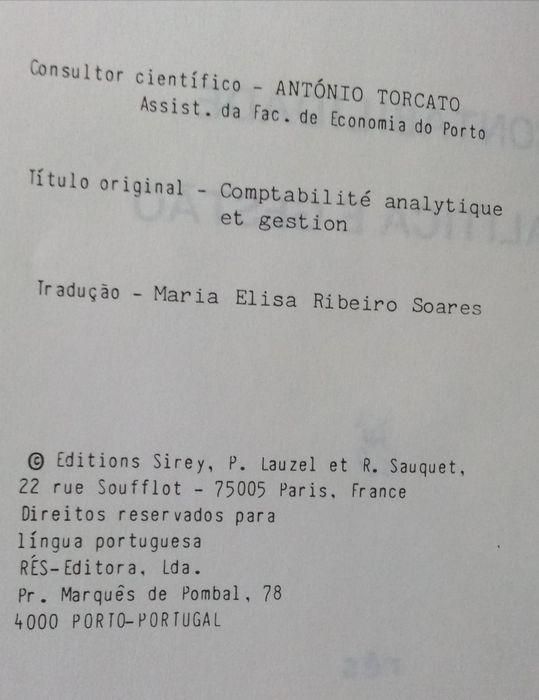 Consultor científico - ANTÓNIO TORCATO
Assist. da Fac. de Economia do Porto
Título original - Comptabilité analytique
et gestion
Tradução - Maria Elisa Ribeiro Soares
© Editions Sirey, P. Lauzel et R. Sauquet,
22 rue Soufflot - 75005 Paris, France
Direitos reservados para
língua portuguesa
RÉS-Editora, Lda.
Pr. Marquês de Pombal, 78
4000 PORTO-PORTUGAL